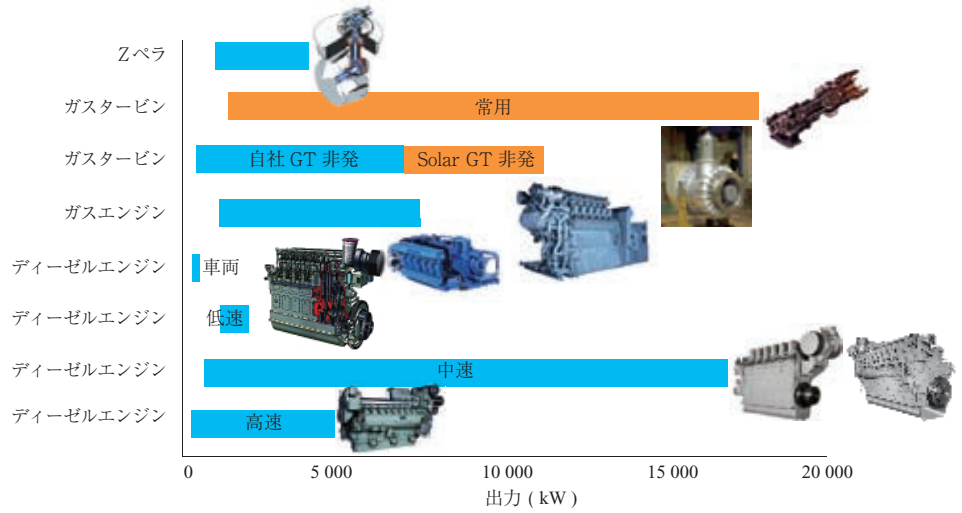 Zペラ
ガスタービン
常用
ガスタービン
自社 GT 非発
Solar GT 非発
ガスエンジン
ディーゼルエンジン
車両
ディーゼルエンジン
低速
ディーゼルエンジン
中速
ディーゼルエンジン
高速
0
5 000
10 000
15 000
20 000
出力 ( kW )